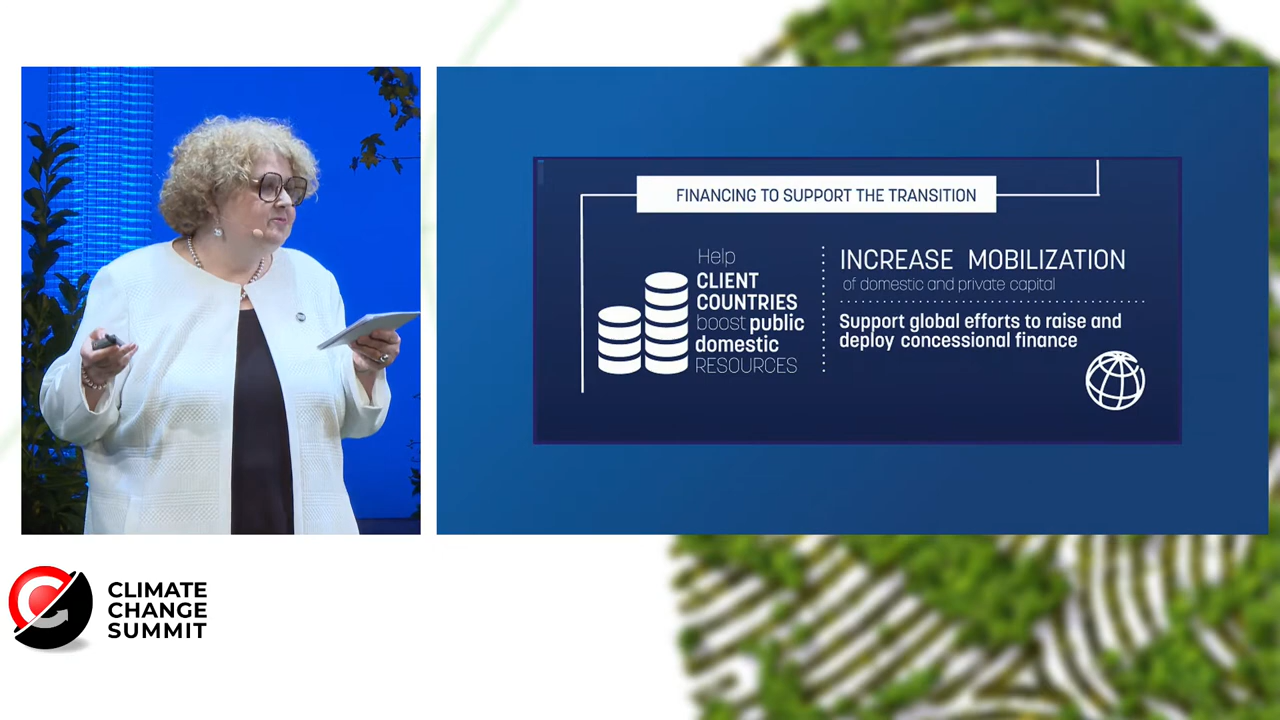 FINANCING TO SUPPORT THE TRANSITION
Help
CLIENT
COUNTRIES
boost public
domestic
RESOURCES
INCREASE MOBILIZATION
of domestic and private capital
Support global efforts to raise and
deploy concessional finance
CLIMATE
CHANGE
SUMMIT